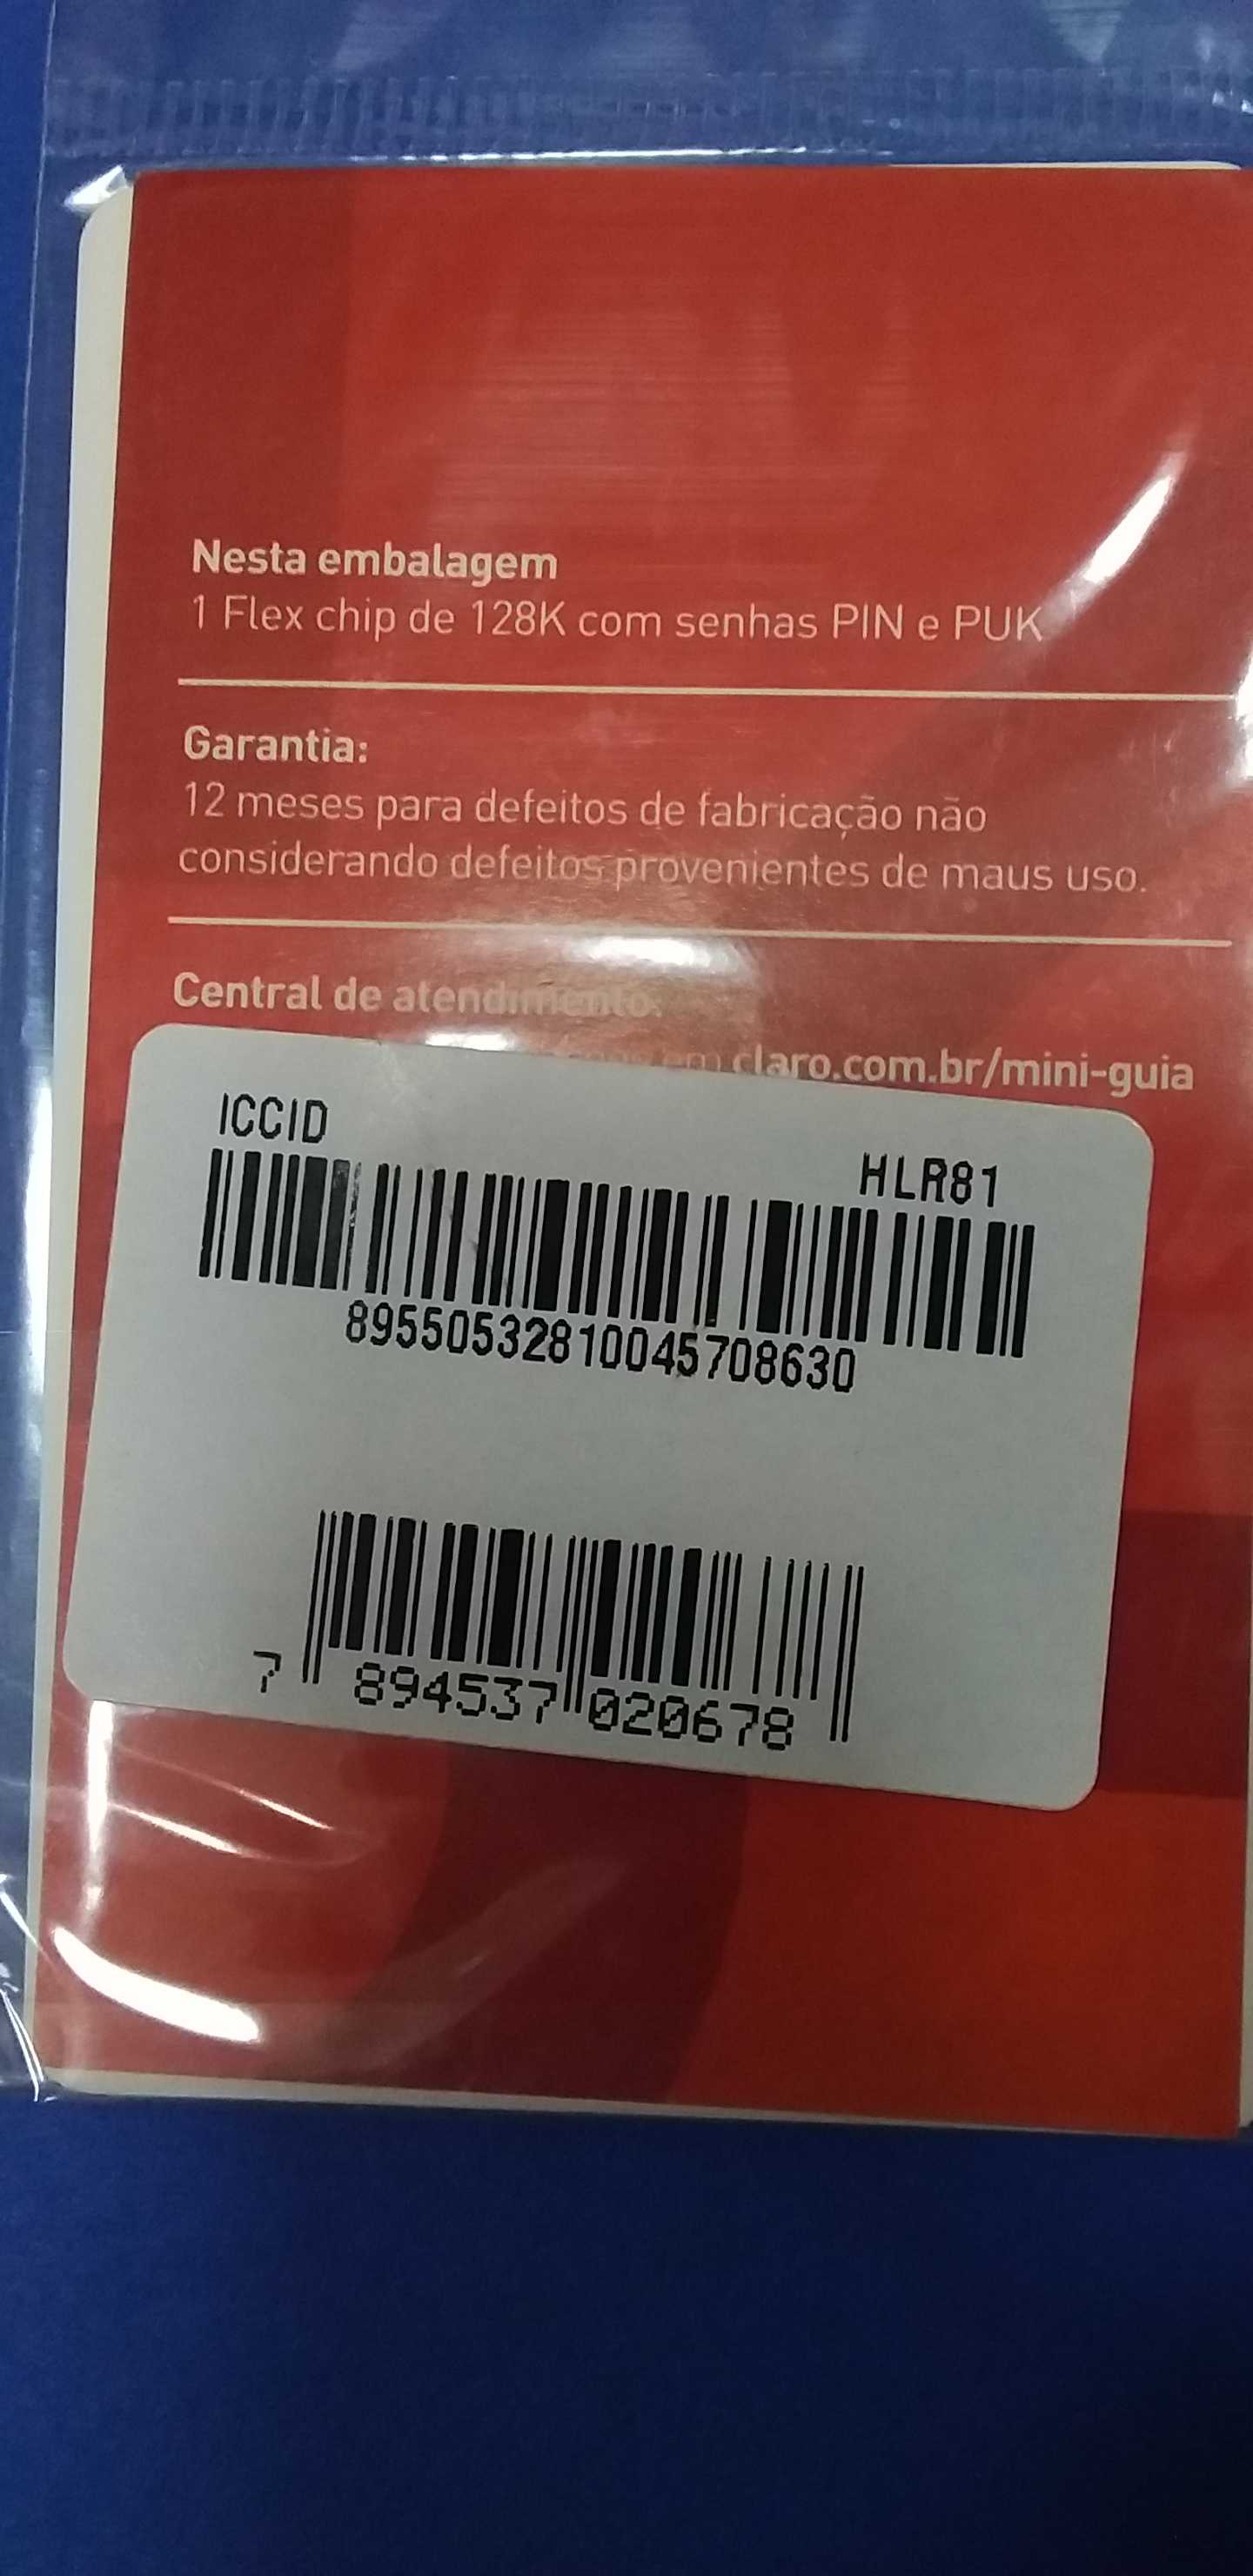 Nesta embalagem
1 Flex chip de 128K com senhas PIN e PUK
Garantia:
12 meses para defeitos de fabricação não
considerando defeitos provenientes de maus uso.
Central de atendimento:
em claro.com.br/mini-guia
ICCID
HLR81
89550532810045708630
7 894537 020678